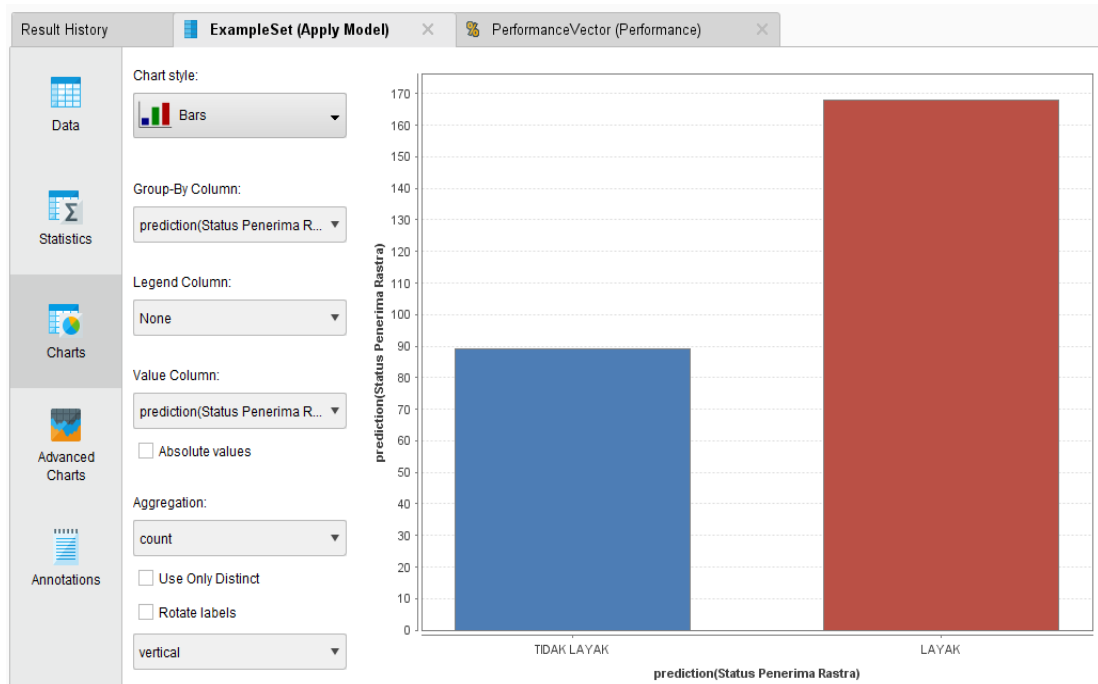 Result History
ExampleSet (Apply Model)
PerformanceVector (Performance)
Data
Statistics
Charts
Advanced
Charts
Annotations
Chart style:
Bars
Group-By Column:
prediction(Status Penerima R...
Legend Column:
None
Value Column:
prediction(Status Penerima R...
Absolute values
Aggregation:
count
Use Only Distinct
Rotate labels
vertical
prediction(Status Penerima Rastra)
170
160
150
140
130
120
110
100
90
80
70
60
50
40
30
20
10
0
TIDAK LAYAK
LAYAK
prediction(Status Penerima Rastra)